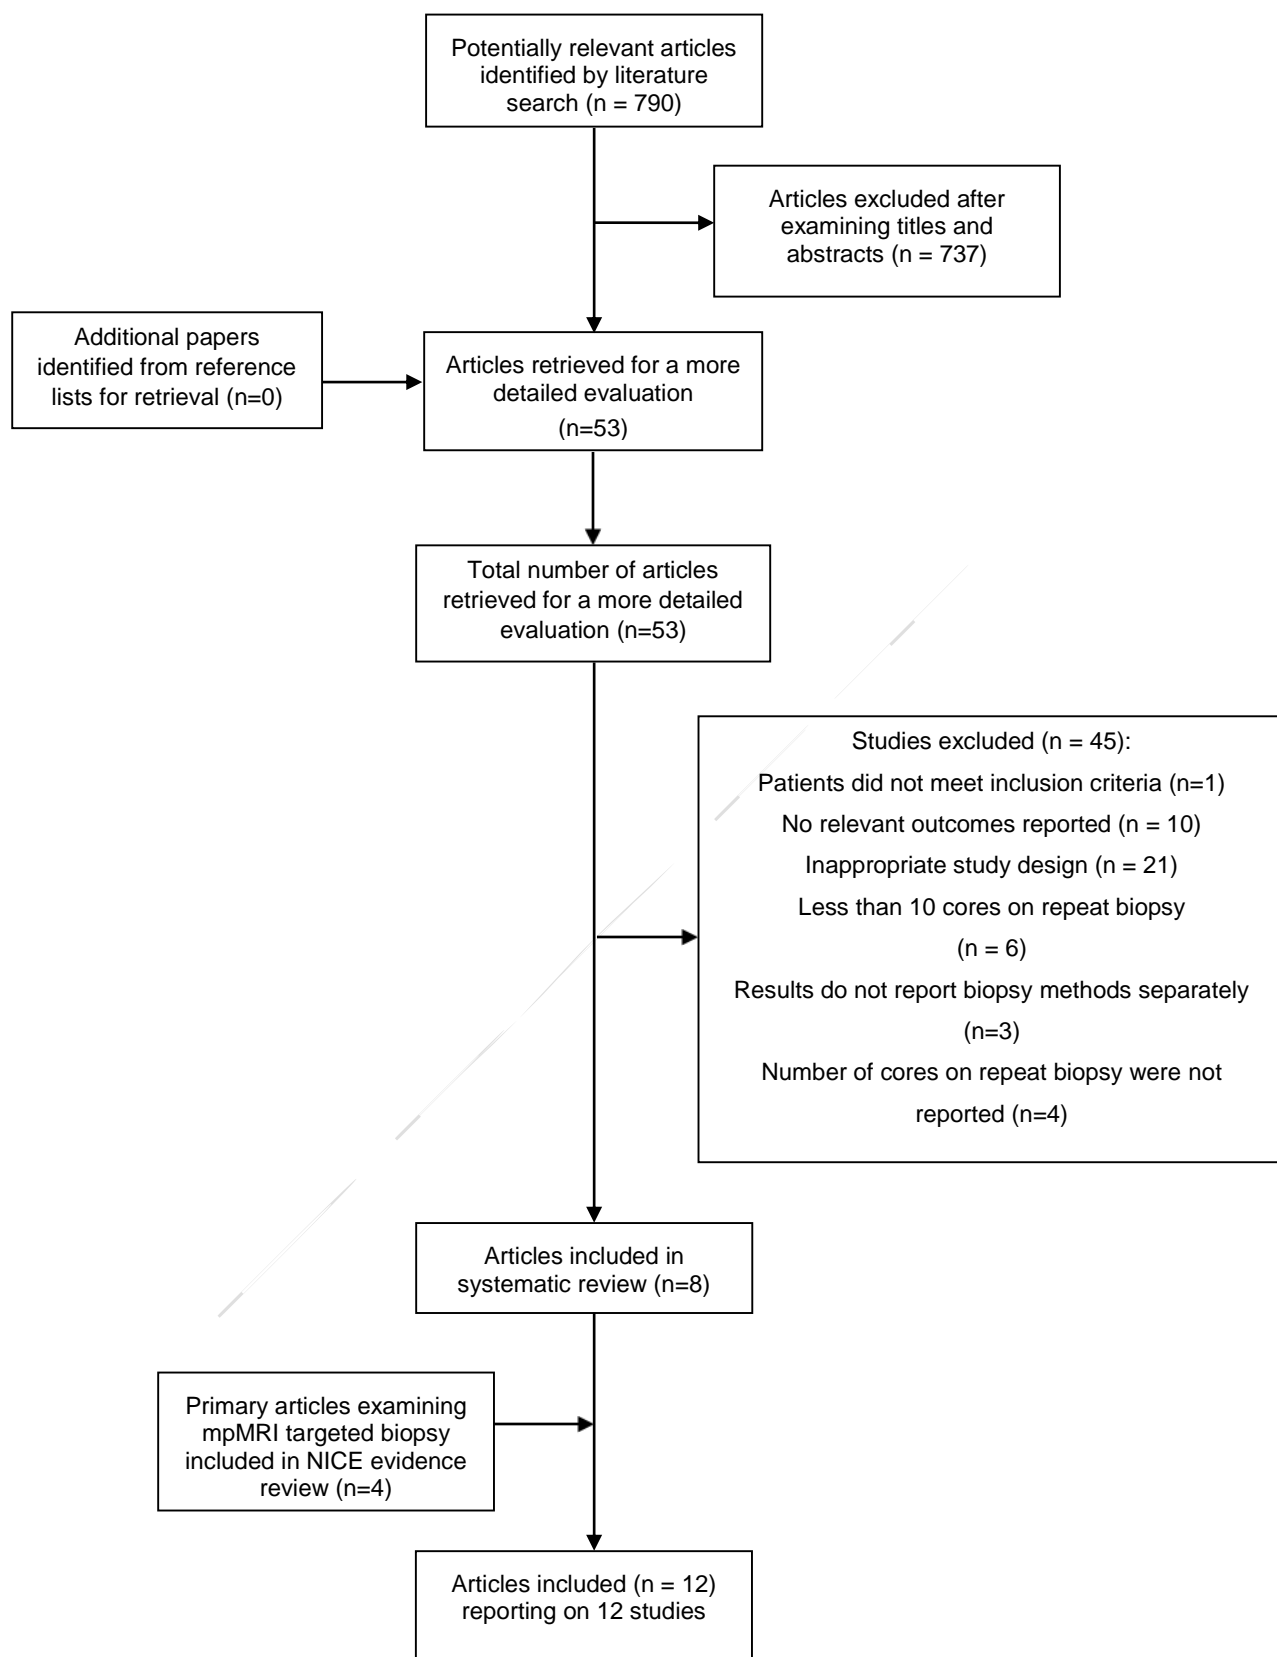 Potentially relevant articles
identified by literature
search (n = 790)
Articles excluded after
examining titles and
abstracts (n = 737)
Additional papers
identified from reference
lists for retrieval (n=0)
Articles retrieved for a more
detailed evaluation
(n=53)
Total number of articles
retrieved for a more detailed
evaluation (n=53)
Studies excluded (n = 45):
Patients did not meet inclusion criteria (n=1)
No relevant outcomes reported (n = 10)
Inappropriate study design (n = 21)
Less than 10 cores on repeat biopsy
(n = 6)
Results do not report biopsy methods separately
(n=3)
Number of cores on repeat biopsy were not
reported (n=4)
Articles included in
systematic review (n=8)
Primary articles examining
mpMRI targeted biopsy
included in NICE evidence
review (n=4)
Articles included (n = 12)
reporting on 12 studies